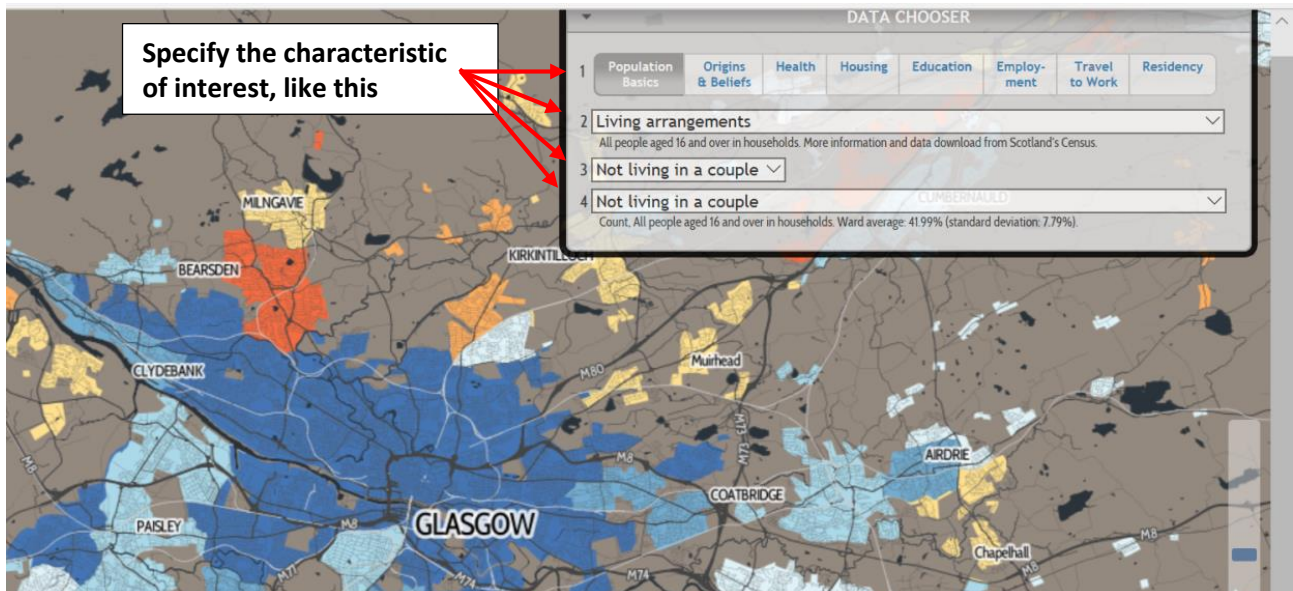 DATA CHOOSER
Specify the characteristic
of interest, like this
1 Population Basics Origins & Beliefs Health Housing Education Employ-ment Travel to Work Residency
2 Living arrangements
All people aged 16 and over in households. More information and data download from Scotland's Census.
3 Not living in a couple
4 Not living in a couple
Count, All people aged 16 and over in households. Ward average: 41.99% (standard deviation: 7.79%).
CUMBERNAULD
MILNGAVIE
KIRKINTILLOCH
BEARSDEN
Muirhead
CLYDEBANK
M80
M73
M8
M8
AIRDRIE
COATBRIDGE
PAISLEY
M8
GLASGOW
M8
Chapelhall
M8
M77
M74
M74